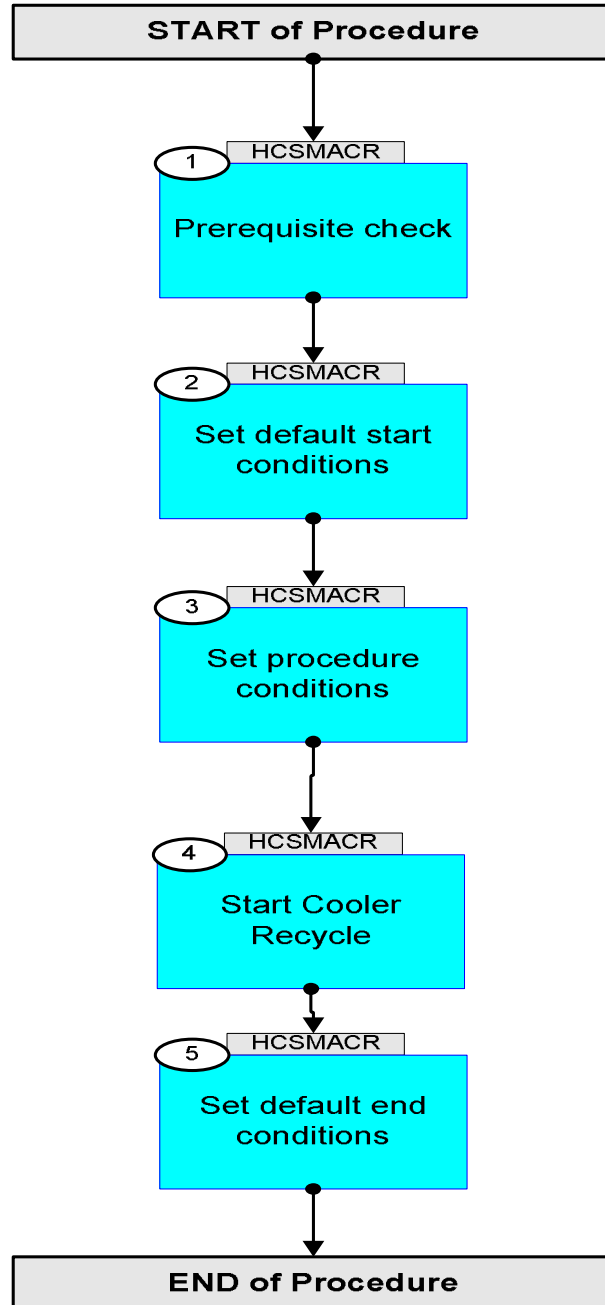 START of Procedure
HCSMACR
1
Prerequisite check
HCSMACR
2
Set default start
conditions
HCSMACR
3
Set procedure
conditions
HCSMACR
4
Start Cooler
Recycle
HCSMACR
5
Set default end
conditions
END of Procedure